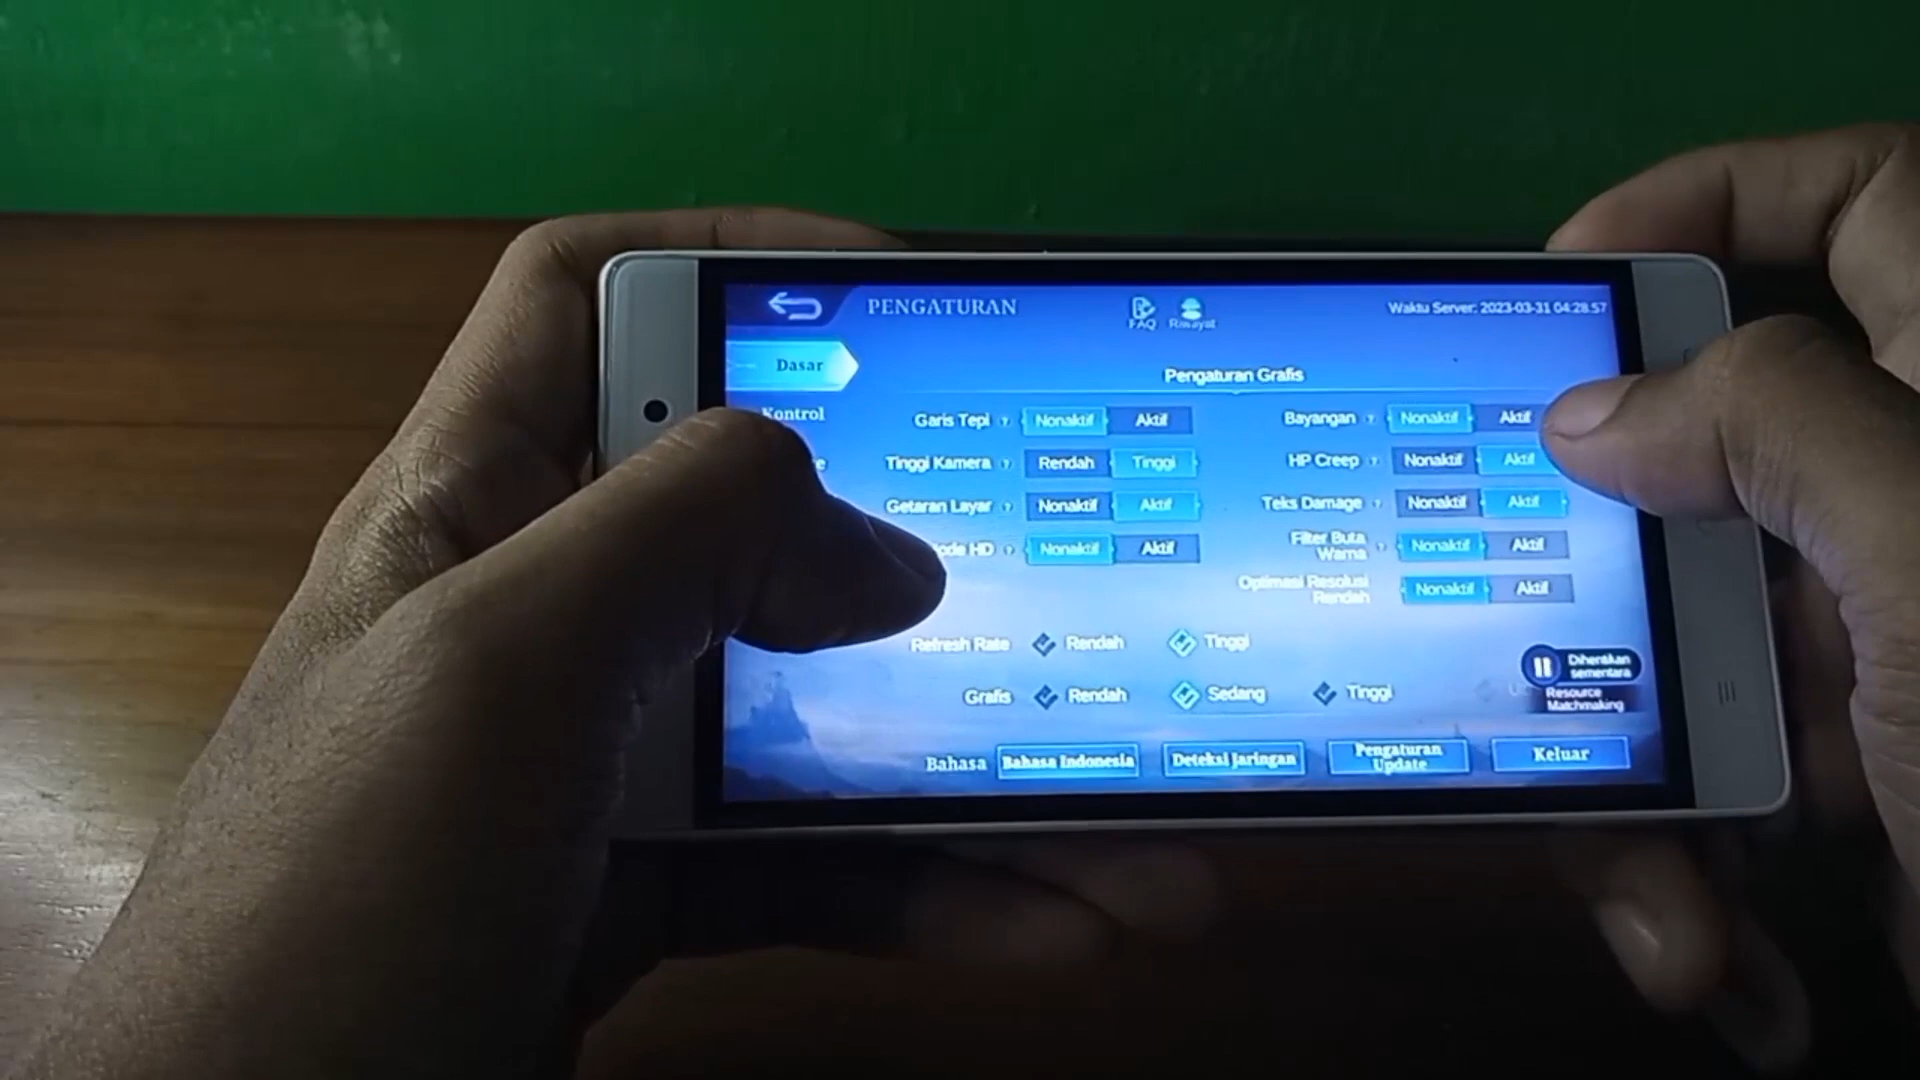 PENGATURAN
FAQ
Riwayat
Waktu Server: 2023-03-31 04:28:57
Dasar
Kontrol
Pengaturan Grafis
Garis Tepi ? Nonaktif Aktif
Bayangan ? Nonaktif Aktif
Tinggi Kamera ? Rendah Tinggi
HP Creep ? Nonaktif Aktif
Getaran Layar ? Nonaktif Aktif
Teks Damage ? Nonaktif Aktif
HD ? Nonaktif Aktif
Filter Buta
Warna ? Nonaktif Aktif
Optimasi Resolusi
Rendah Nonaktif Aktif
Refresh Rate Rendah Tinggi
Dihentikan
sementara
Resource
Matchmaking
Grafis Rendah Sedang Tinggi
Bahasa Bahasa Indonesia
Deteksi Jaringan
Pengaturan
Update
Keluar